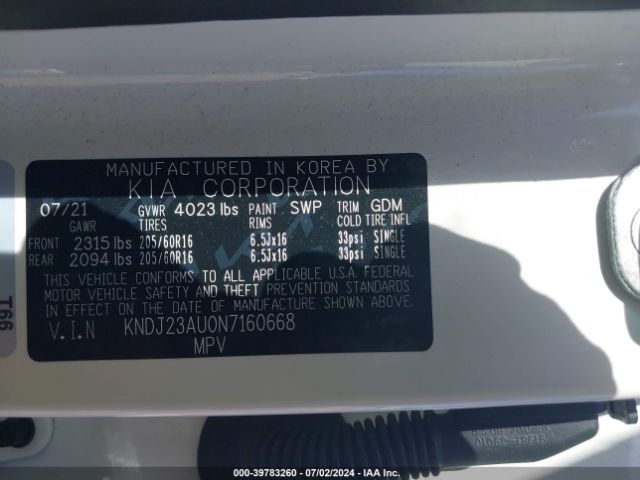 MANUFACTURED IN KOREA BY
KIA CORPORATION
07/21 GVWR 4023 lbs PAINT SWP TRIM GDM
GAWR TIRES RIMS COLD TIRE INFL
FRONT 2315 lbs 205/60R16 6.5Jx16 33psi SINGLE
REAR 2094 lbs 205/60R16 6.5Jx16 33psi SINGLE
THIS VEHICLE CONFORMS TO ALL APPLICABLE U.S.A. FEDERAL
MOTOR VEHICLE SAFETY AND THEFT PREVENTION STANDARDS
IN EFFECT ON THE DATE OF MANUFACTURE SHOWN ABOVE.
V.I.N KNDJ23AU0N7160668
MPV
T66
000-39783260 - 07/02/2024 - IAA Inc.